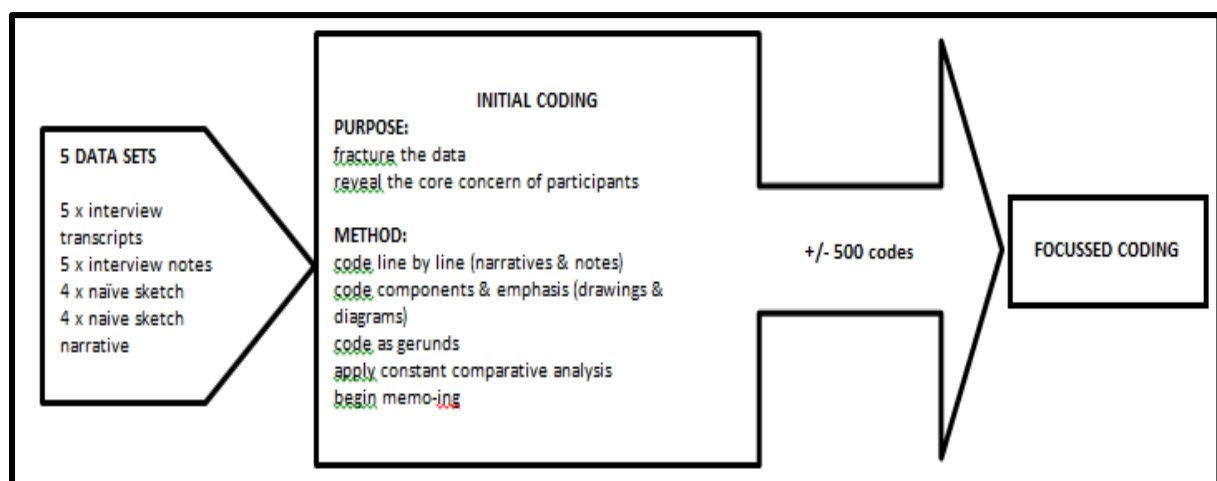 5 DATA SETS
5 x interview
transcripts
5 x interview notes
4 x naïve sketch
4 x naive sketch
narrative
INITIAL CODING
PURPOSE:
fracture the data
reveal the core concern of participants
METHOD:
code line by line (narratives & notes)
code components & emphasis (drawings &
diagrams)
code as gerunds
apply constant comparative analysis
begin memo-ing
+/- 500 codes
FOCUSSED CODING